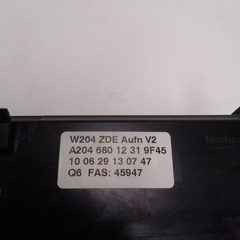 W204 ZDE Aufn V2
A204 680 12 31 9F45
10 06 29 13 07 47
Q6 FAS: 45947